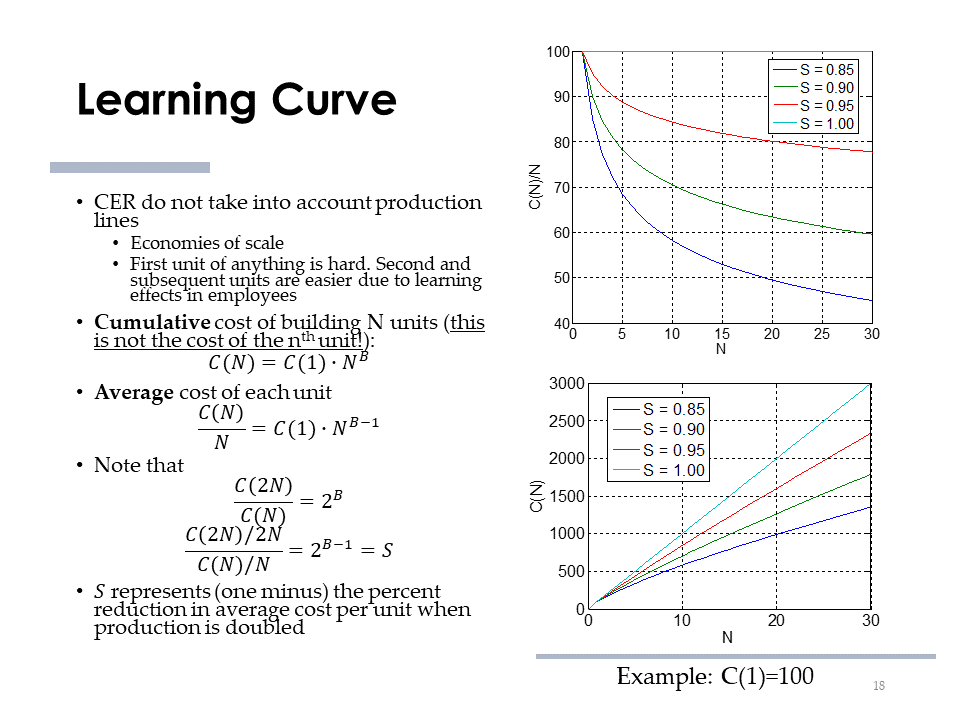 Learning Curve
• CER do not take into account production
lines
• Economies of scale
• First unit of anything is hard. Second and
subsequent units are easier due to learning
effects in employees
• Cumulative cost of building N units (this
is not the cost of the nth unit!):
𝐶(𝑁) = 𝐶(1) ∙ 𝑁^𝐵
• Average cost of each unit
𝐶(𝑁)/𝑁 = 𝐶(1) ∙ 𝑁^(𝐵−1)
• Note that
𝐶(2𝑁)/𝐶(𝑁) = 2^𝐵
(𝐶(2𝑁)/2𝑁)/(𝐶(𝑁)/𝑁) = 2^(𝐵−1) = 𝑆
• 𝑆 represents (one minus) the percent
reduction in average cost per unit when
production is doubled
100
90
80
70
60
50
40
C(N)/N
0 5 10 15 20 25 30
N
S = 0.85
S = 0.90
S = 0.95
S = 1.00
3000
2500
2000
1500
1000
500
0
C(N)
0 10 20 30
N
S = 0.85
S = 0.90
S = 0.95
S = 1.00
Example: C(1)=100
18